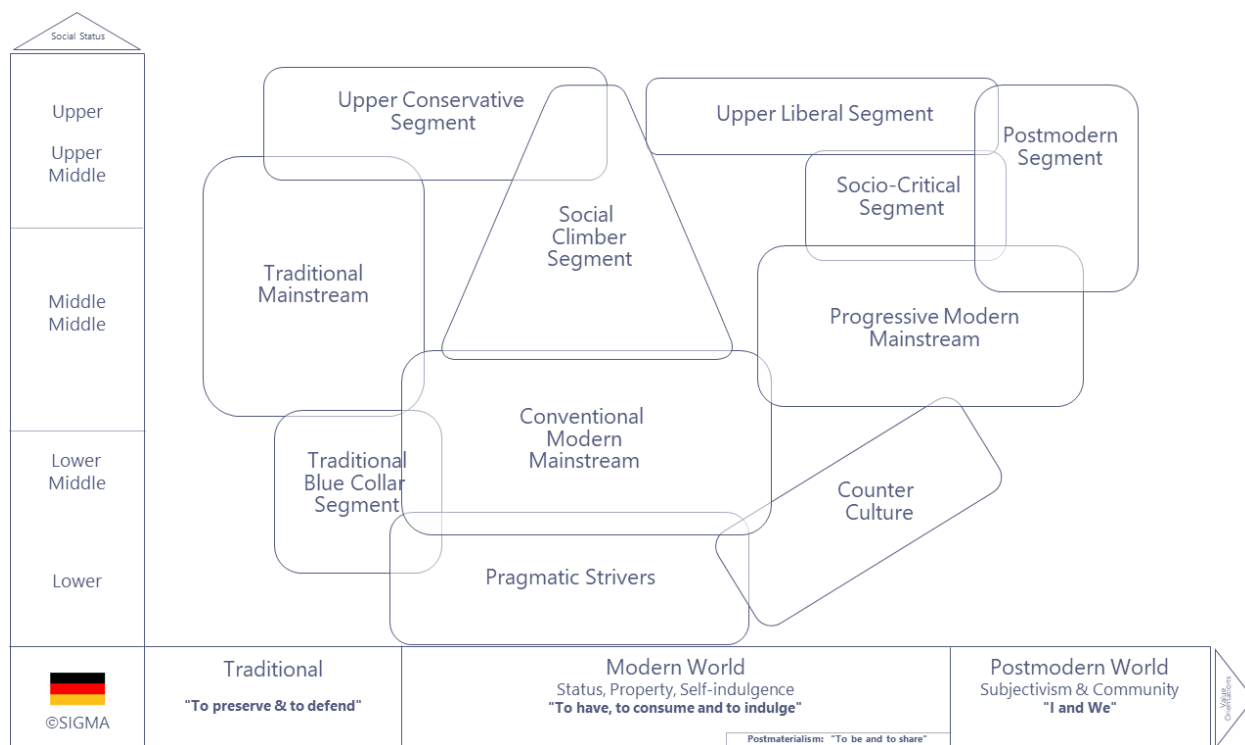 Social Status
Upper
Upper
Middle
Middle
Middle
Lower
Middle
Lower
Upper Conservative
Segment
Upper Liberal Segment
Postmodern
Segment
Socio-Critical
Segment
Social
Climber
Segment
Traditional
Mainstream
Progressive Modern
Mainstream
Conventional
Modern
Mainstream
Traditional
Blue Collar
Segment
Counter
Culture
Pragmatic Strivers
©SIGMA
Traditional
"To preserve & to defend"
Modern World
Status, Property, Self-indulgence
"To have, to consume and to indulge"
Postmaterialism: "To be and to share"
Postmodern World
Subjectivism & Community
"I and We"
Value
Orientations